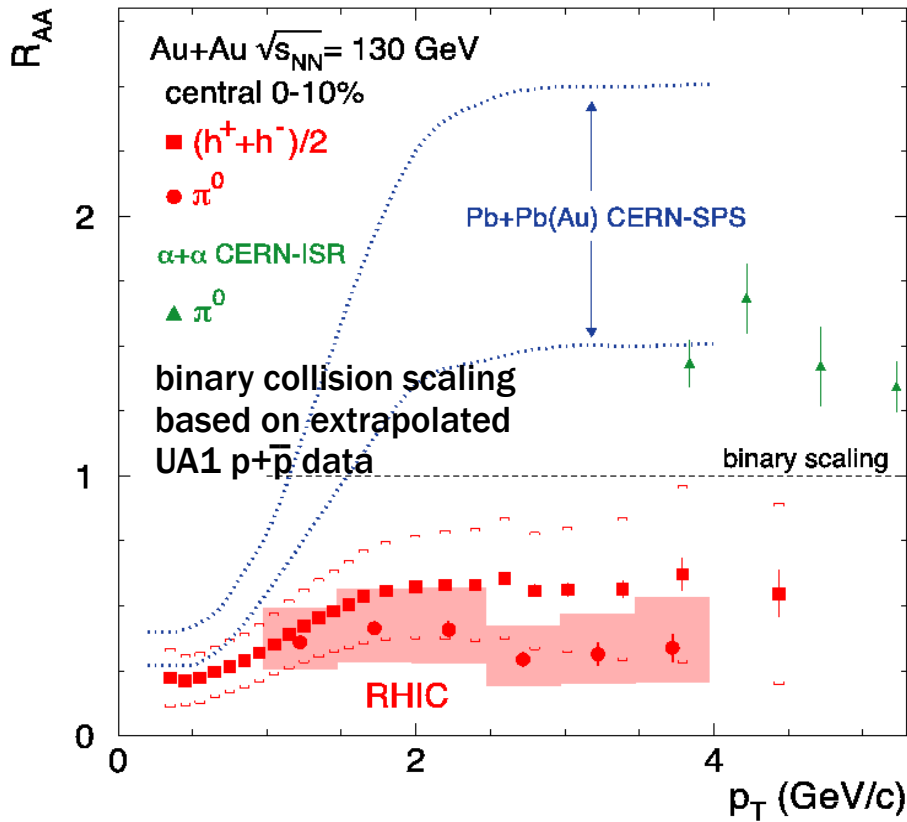 R_AA
Au+Au √s_NN = 130 GeV
central 0-10%
(h⁺+h⁻)/2
π⁰
α+α CERN-ISR
π⁰
Pb+Pb(Au) CERN-SPS
binary collision scaling
based on extrapolated
UA1 p+p̅ data
binary scaling
RHIC
2
1
0
0
2
4
p_T (GeV/c)